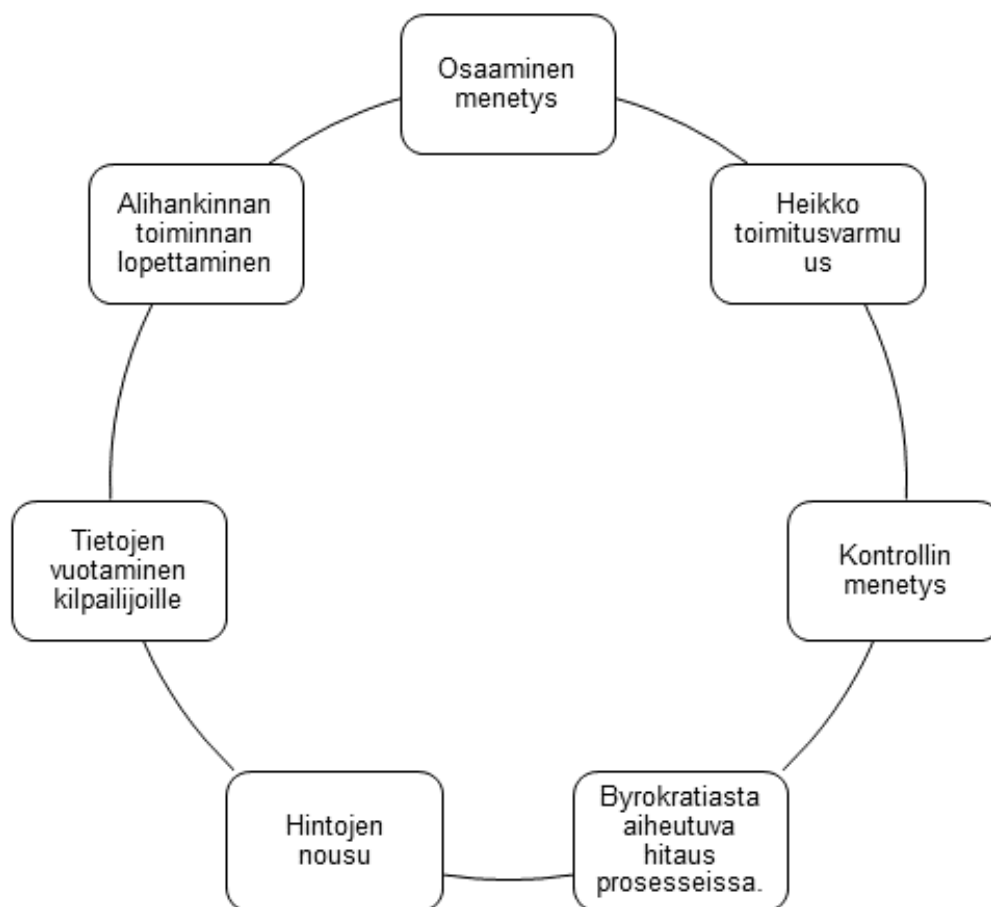 Osaaminen
menetys
Heikko
toimitusvarmu
us
Kontrollin
menetys
Byrokratiasta
aiheutuva
hitaus
prosesseissa.
Hintojen
nousu
Tietojen
vuotaminen
kilpailijoille
Alihankinnan
toiminnan
lopettaminen